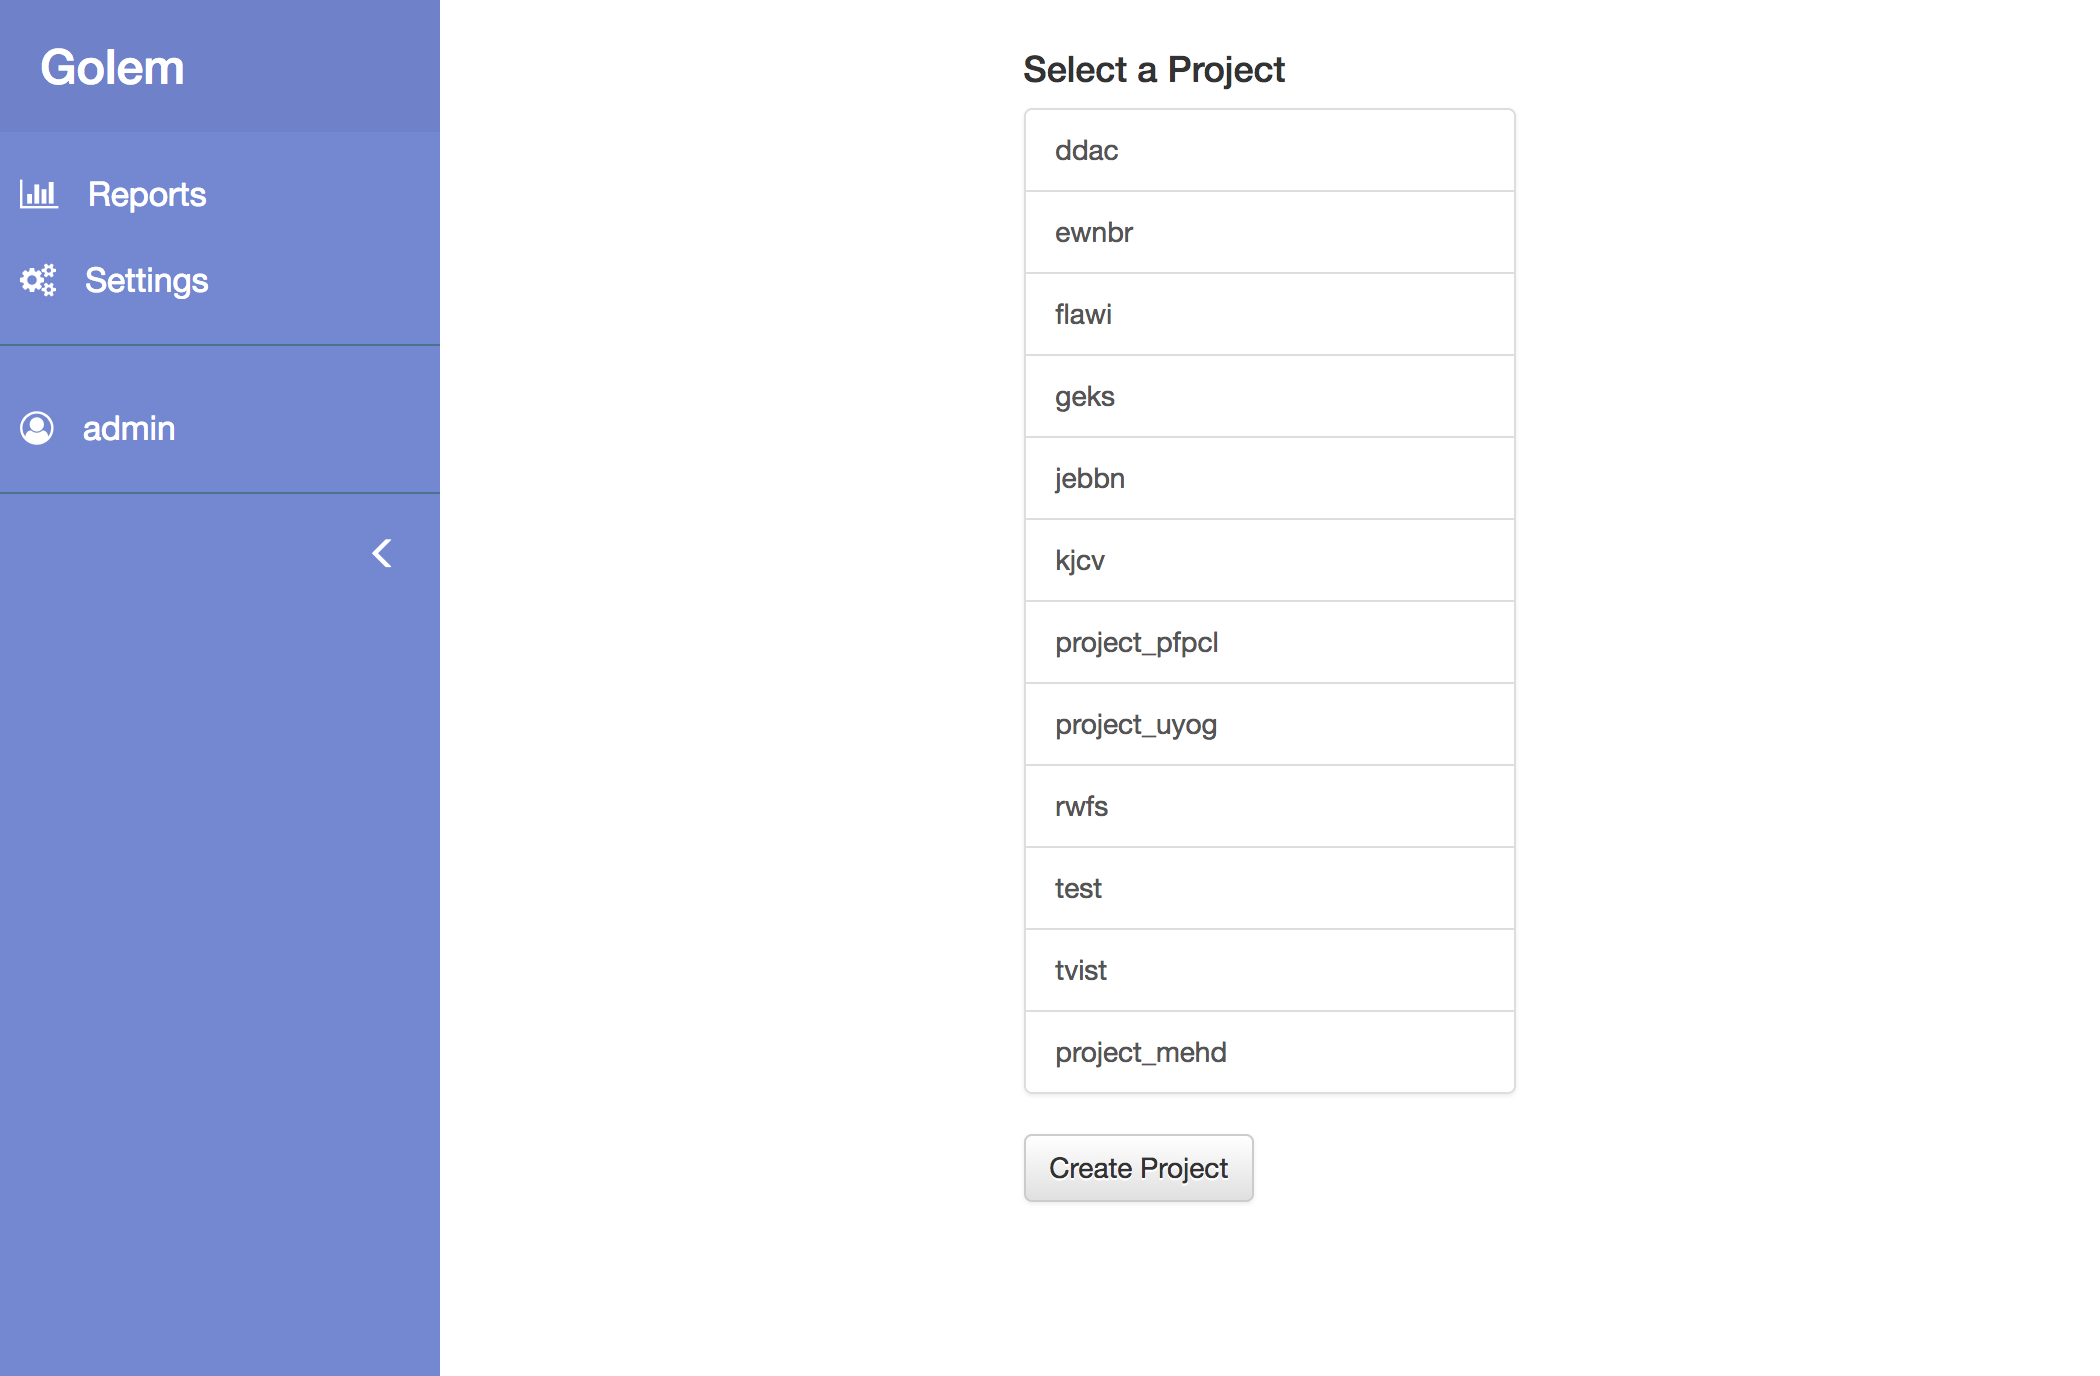 Golem
Reports
Settings
admin
Select a Project
ddac
ewnbr
flawi
geks
jebbn
kjcv
project_pfpcl
project_uyog
rwfs
test
tvist
project_mehd
Create Project